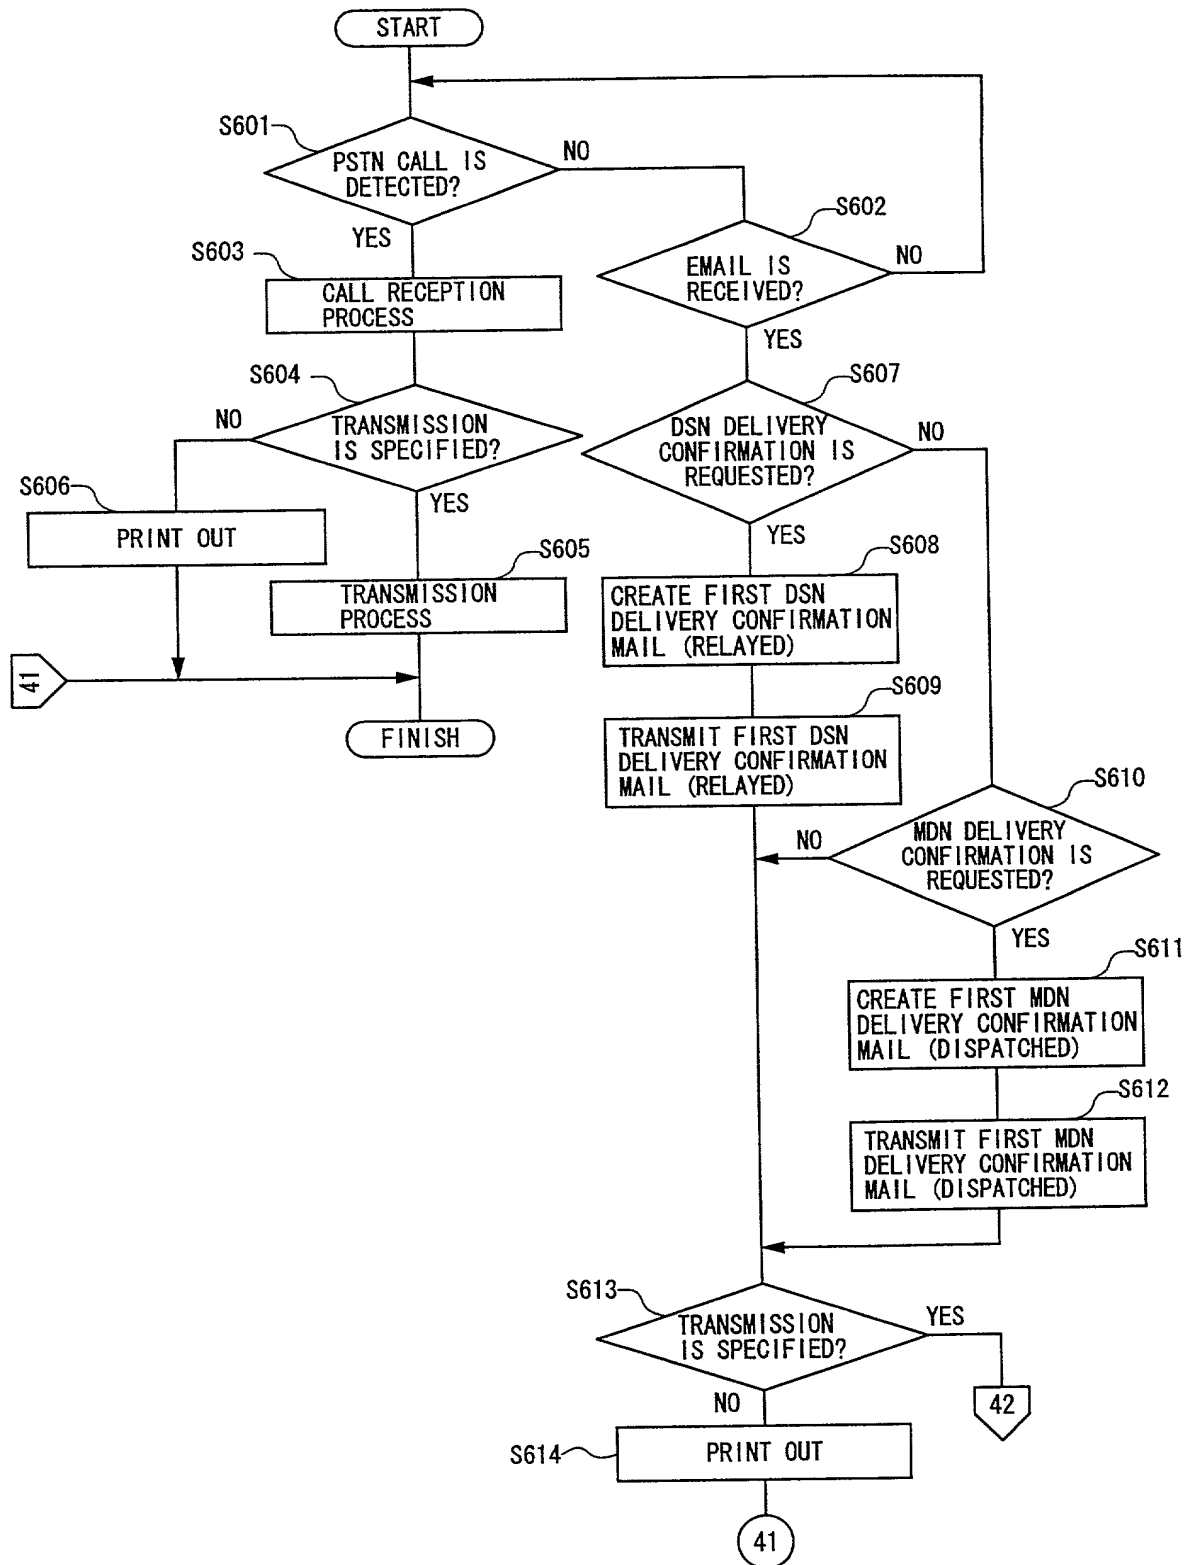 START
S601
PSTN CALL IS
DETECTED?
NO
YES
S602
EMAIL IS
RECEIVED?
NO
YES
S603
CALL RECEPTION
PROCESS
S604
TRANSMISSION
IS SPECIFIED?
NO
YES
S606
PRINT OUT
S605
TRANSMISSION
PROCESS
41
FINISH
S607
DSN DELIVERY
CONFIRMATION IS
REQUESTED?
NO
YES
S608
CREATE FIRST DSN
DELIVERY CONFIRMATION
MAIL (RELAYED)
S609
TRANSMIT FIRST DSN
DELIVERY CONFIRMATION
MAIL (RELAYED)
S610
MDN DELIVERY
CONFIRMATION IS
REQUESTED?
NO
YES
S611
CREATE FIRST MDN
DELIVERY CONFIRMATION
MAIL (DISPATCHED)
S612
TRANSMIT FIRST MDN
DELIVERY CONFIRMATION
MAIL (DISPATCHED)
S613
TRANSMISSION
IS SPECIFIED?
YES
NO
42
S614
PRINT OUT
41